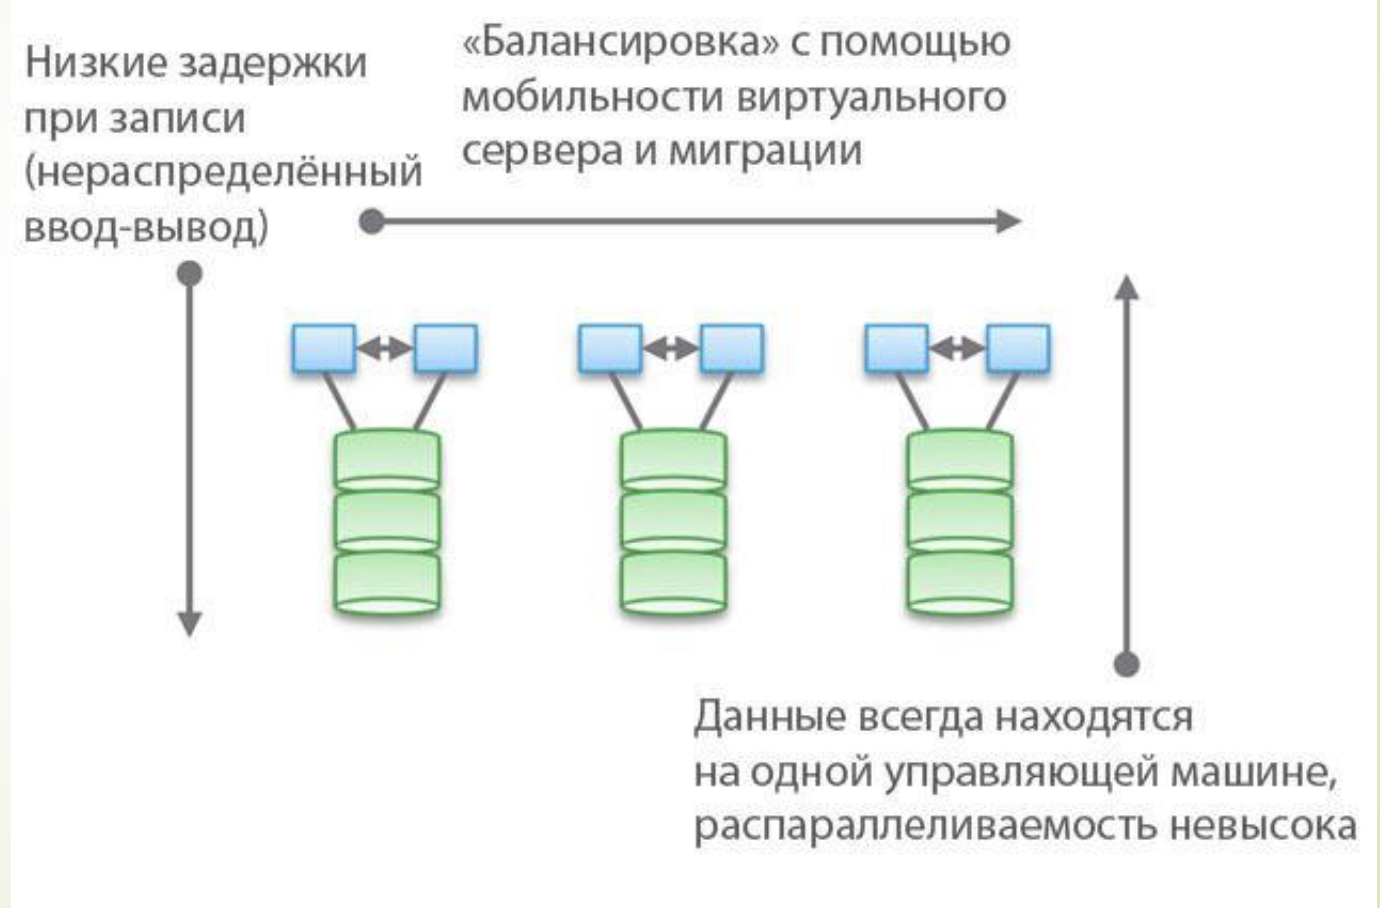 Низкие задержки
при записи
(нераспределённый
ввод-вывод)
«Балансировка» с помощью
мобильности виртуального
сервера и миграции
Данные всегда находятся
на одной управляющей машине,
распараллеливаемость невысока